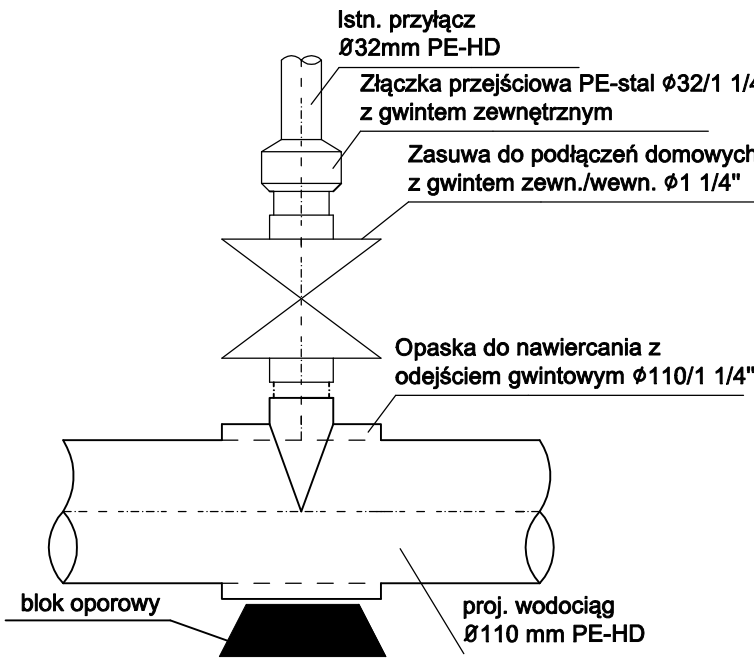 Istn. przyłącz
Ø32mm PE-HD
Złączka przejściowa PE-stal ϕ32/1 1/4
z gwintem zewnętrznym
Zasuwa do podłączeń domowych
z gwintem zewn./wewn. ϕ1 1/4"
Opaska do nawiercania z
odejściem gwintowym ϕ110/1 1/4"
blok oporowy
proj. wodociąg
Ø110 mm PE-HD